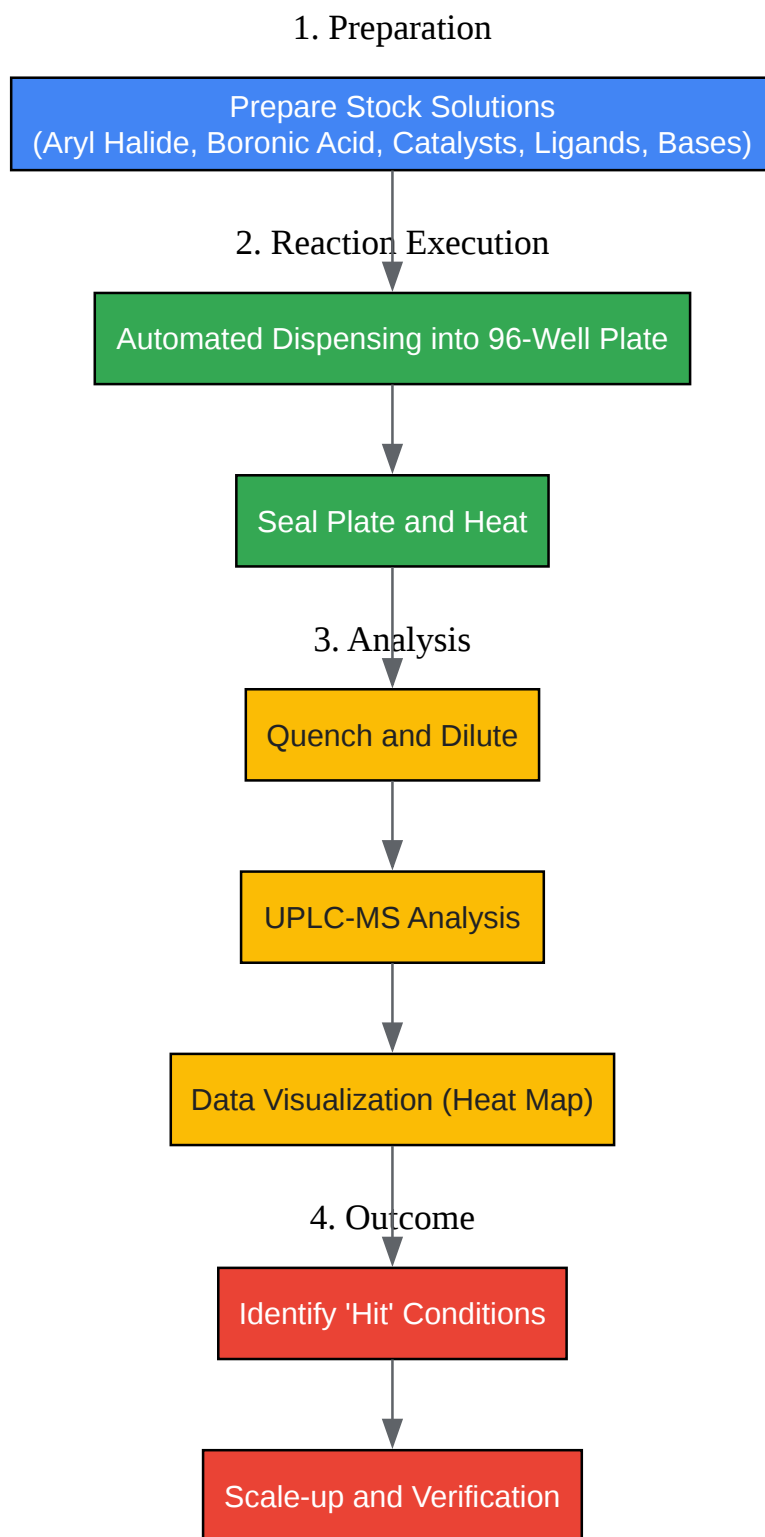 1. Preparation
Prepare Stock Solutions
(Aryl Halide, Boronic Acid, Catalysts, Ligands, Bases)
2. Reaction Execution
Automated Dispensing into 96-Well Plate
Seal Plate and Heat
3. Analysis
Quench and Dilute
UPLC-MS Analysis
Data Visualization (Heat Map)
4. Outcome
Identify 'Hit' Conditions
Scale-up and Verification